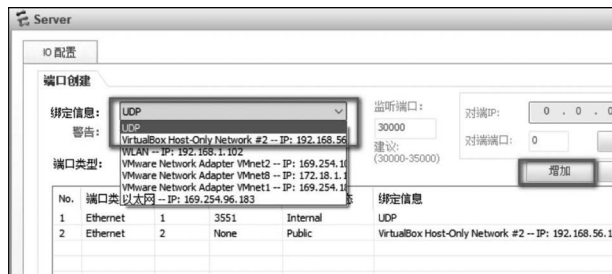 Server
IO 配置
端口创建
绑定信息: UDP
监听端口:
对端IP: 0 . 0 . 0
警告:
UDP
VirtualBox Host-Only Network #2 -- IP: 192.168.56
30000
WLAN -- IP: 192.168.1.102
建议:
(30000-35000)
对端端口: 0
端口类型:
VMware Network Adapter VMnet2 -- IP: 169.254.10
VMware Network Adapter VMnet8 -- IP: 172.18.1.1
VMware Network Adapter VMnet1 -- IP: 169.254.18
以太网 -- IP: 169.254.96.183
增加
No. 端口类 态 绑定信息
1 Ethernet 1 3551 Internal UDP
2 Ethernet 2 None Public VirtualBox Host-Only Network #2 -- IP: 192.168.56.1